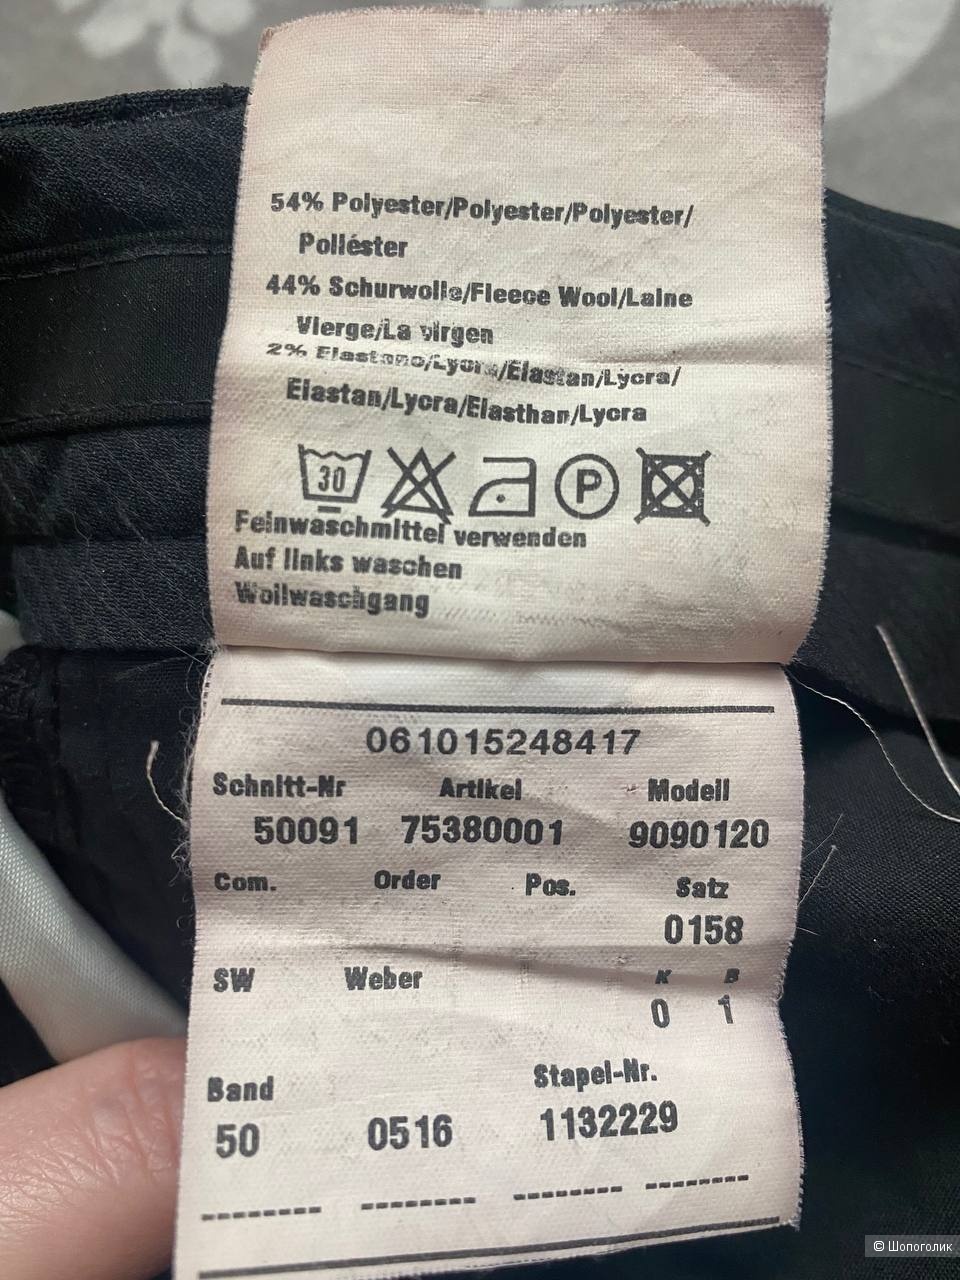 54% Polyester/Polyester/Polyester/
Poliéster
44% Schurwolle/Fleece Wool/Laine
Vierge/La virgen
2% Elastano/Lycra/Elastan/Lycra/
Elastan/Lycra/Elasthan/Lycra
30
P
Feinwaschmittel verwenden
Auf links waschen
Wollwaschgang
061015248417
Schnitt-Nr Artikel Modell
50091 75380001 9090120
Com. Order Pos. Satz
0158
SW Weber K B
0 1
Band Stapel-Nr.
50 0516 1132229
© Шопоголик